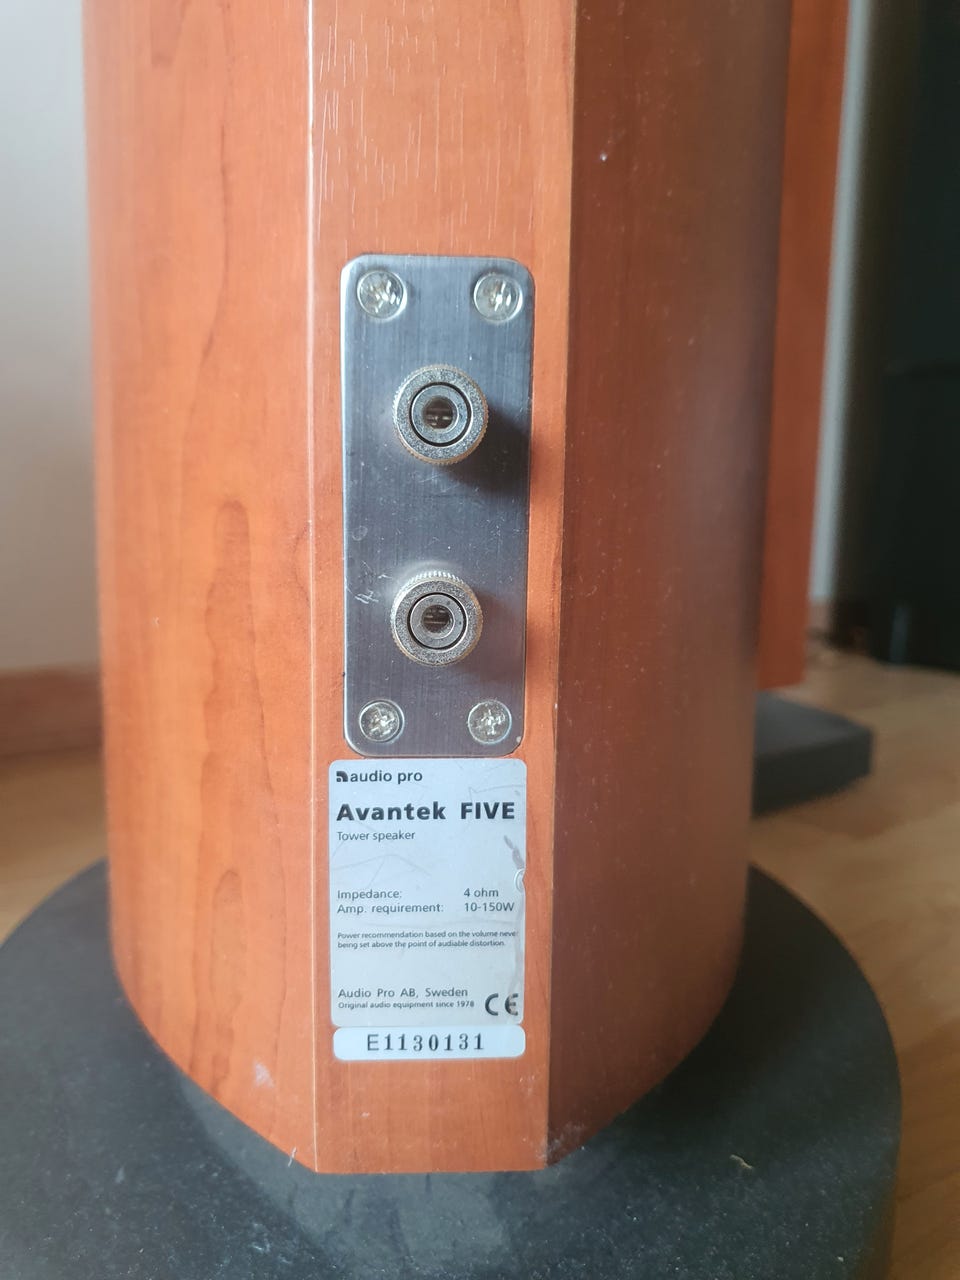 audio pro
Avantek FIVE
Tower speaker
Impedance: 4 ohm
Amp. requirement: 10-150W
Power recommendation based on the volume never
being set above the point of audiable distortion.
Audio Pro AB, Sweden
Original audio equipment since 1978
CE
E1130131